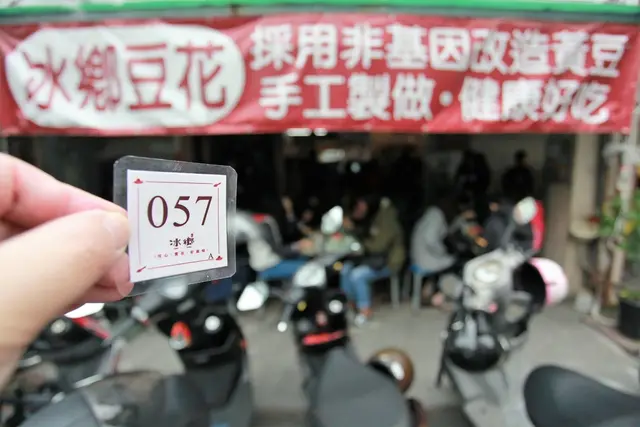 冰鄉豆花
採用非基因改造黃豆
手工製做·健康好吃
057
冰鄉
A